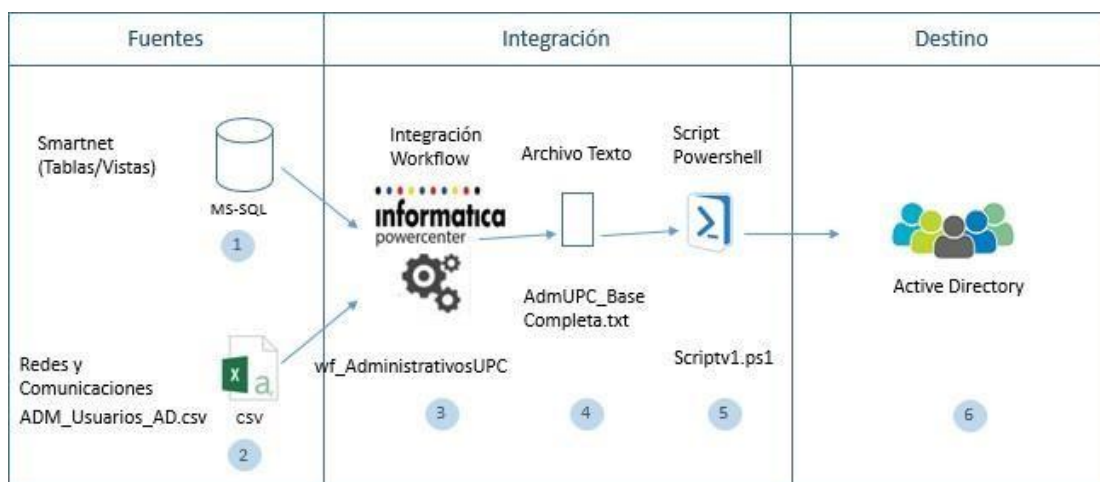 Fuentes
Integración
Destino
Smartnet
(Tablas/Vistas)
MS-SQL
1
Redes y
Comunicaciones
ADM_Usuarios_AD.csv
X
a,
CSV
2
Integración
Workflow
informatica
powercenter
wf_AdministrativosUPC
3
Archivo Texto
AdmUPC_Base
Completa.txt
4
Script
Powershell
Scriptv1.ps1
5
Active Directory
6